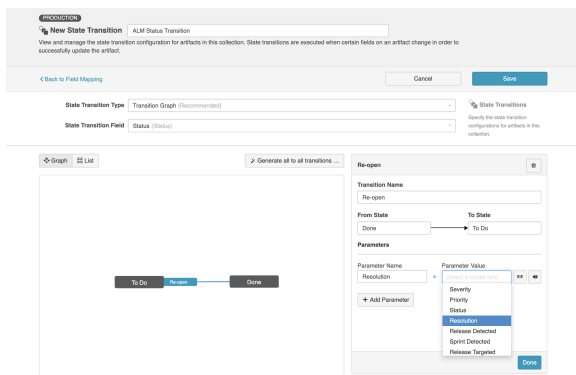 PRODUCTION
New State Transition ALM Status Transition
View and manage the state transition configuration for artifacts in this collection. State transitions are executed when certain fields on an artifact change in order to
successfully update the artifact.
Back to Field Mapping Cancel Save
State Transition Type Transition Graph (Recommended)
State Transition Field Status (Status)
State Transitions
Specify the state transition
configurations for artifacts in this
collection.
Graph List Generate all to all transitions ...
Re-open
Transition Name
Re-open
From State To State
Done To Do
Parameters
Parameter Name Parameter Value
Resolution = Select a model field
+ Add Parameter
Severity
Priority
Status
Resolution
Release Detected
Sprint Detected
Release Targeted
Done
To Do Re-open Done